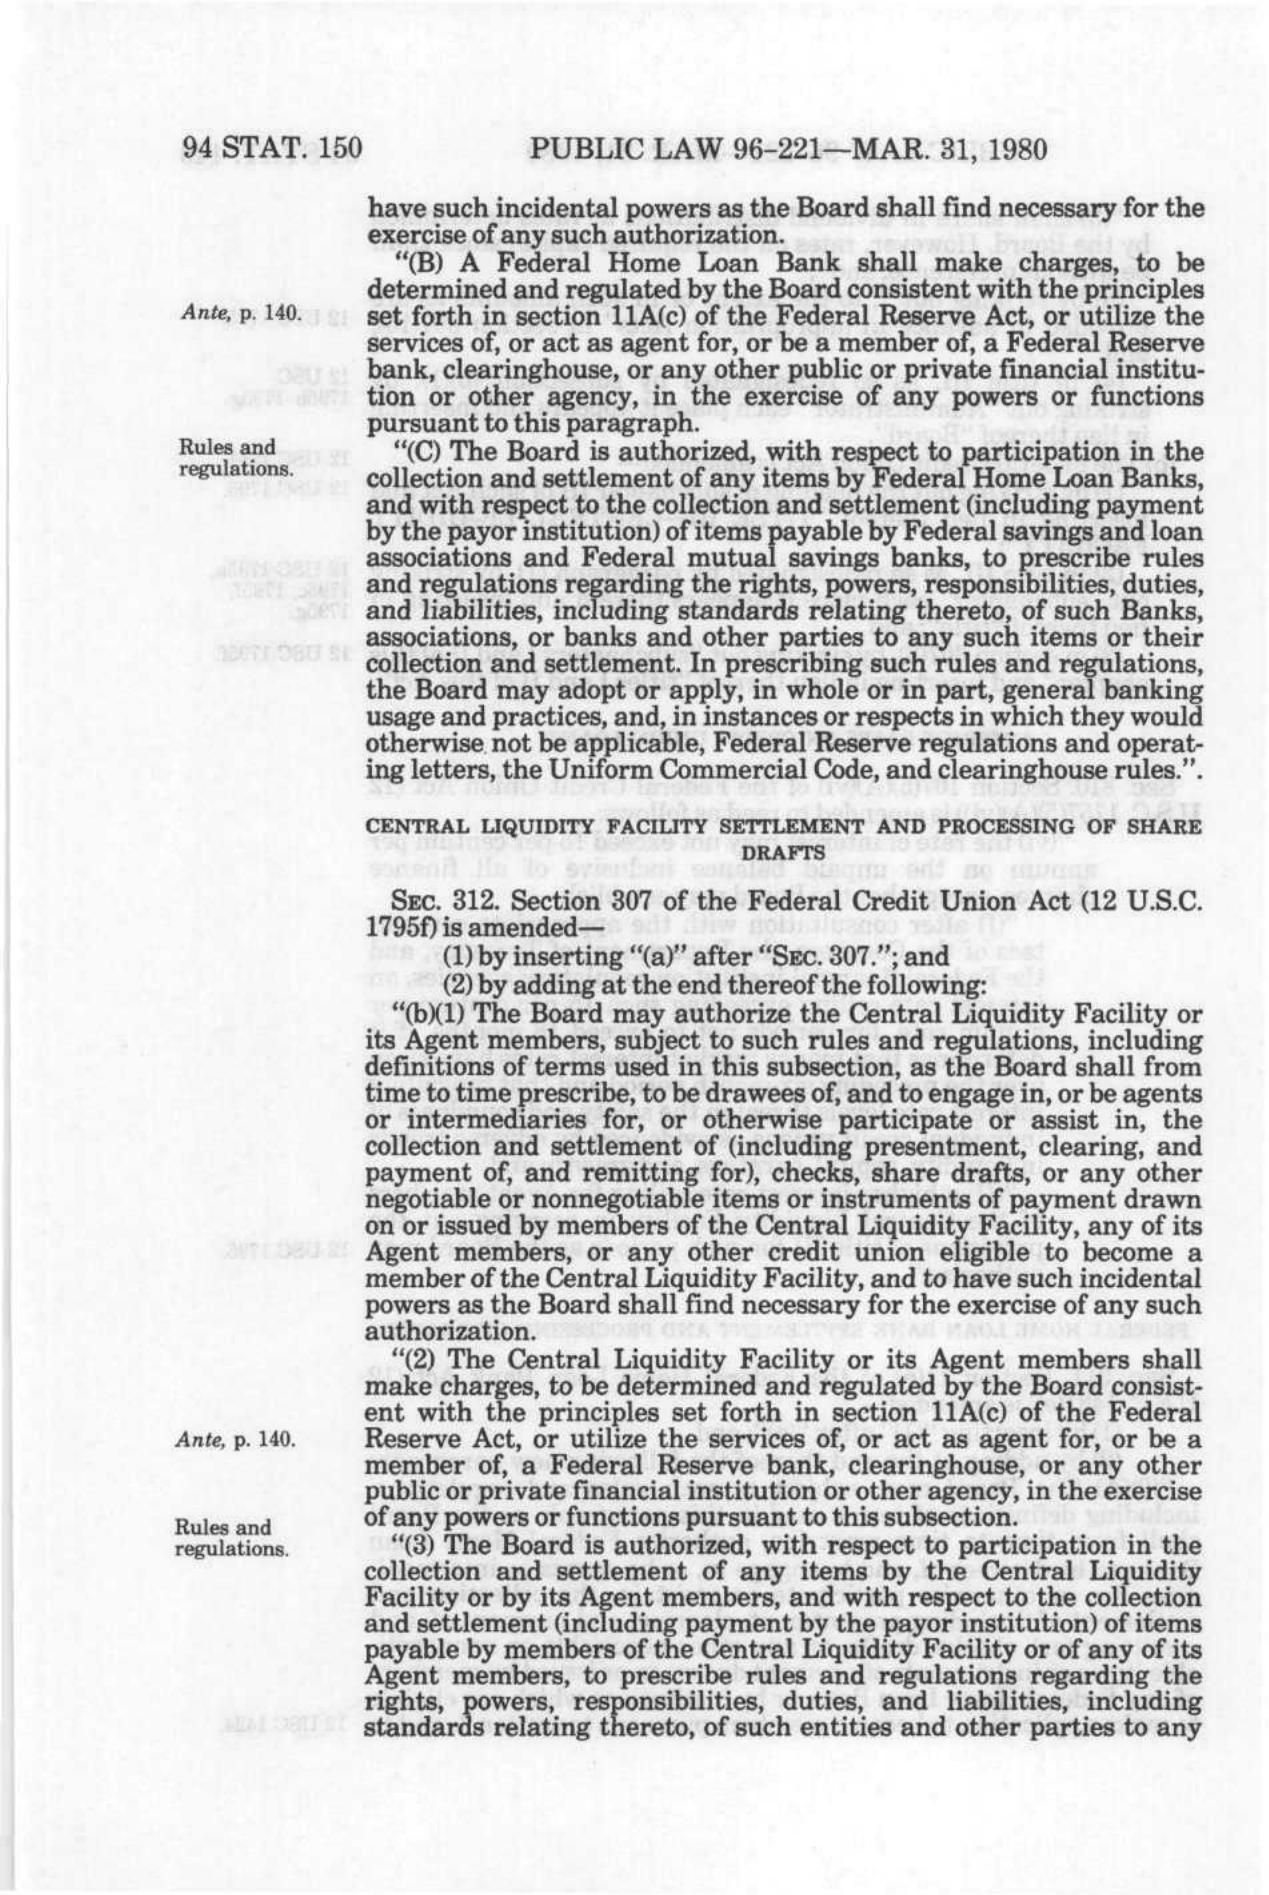 94 STAT. 150 PUBLIC LAW 96-221—MAR. 31, 1980
have such incidental powers as the Board shall find necessary for the
exercise of any such authorization.
“(B) A Federal Home Loan Bank shall make charges, to be
determined and regulated by the Board consistent with the principles
Ante, p. 140.
set forth in section 11A(c) of the Federal Reserve Act, or utilize the
services of, or act as agent for, or be a member of, a Federal Reserve
bank, clearinghouse, or any other public or private financial institu-
tion or other agency, in the exercise of any powers or functions
pursuant to this paragraph.
Rules and
regulations.
“(C) The Board is authorized, with respect to participation in the
collection and settlement of any items by Federal Home Loan Banks,
and with respect to the collection and settlement (including payment
by the payor institution) of items payable by Federal savings and loan
associations and Federal mutual savings banks, to prescribe rules
and regulations regarding the rights, powers, responsibilities, duties,
and liabilities, including standards relating thereto, of such Banks,
associations, or banks and other parties to any such items or their
collection and settlement. In prescribing such rules and regulations,
the Board may adopt or apply, in whole or in part, general banking
usage and practices, and, in instances or respects in which they would
otherwise not be applicable, Federal Reserve regulations and operat-
ing letters, the Uniform Commercial Code, and clearinghouse rules.”.
CENTRAL LIQUIDITY FACILITY SETTLEMENT AND PROCESSING OF SHARE
DRAFTS
SEC. 312. Section 307 of the Federal Credit Union Act (12 U.S.C.
1795f) is amended—
(1) by inserting “(a)” after “SEC. 307.”; and
(2) by adding at the end thereof the following:
“(b)(1) The Board may authorize the Central Liquidity Facility or
its Agent members, subject to such rules and regulations, including
definitions of terms used in this subsection, as the Board shall from
time to time prescribe, to be drawees of, and to engage in, or be agents
or intermediaries for, or otherwise participate or assist in, the
collection and settlement of (including presentment, clearing, and
payment of, and remitting for), checks, share drafts, or any other
negotiable or nonnegotiable items or instruments of payment drawn
on or issued by members of the Central Liquidity Facility, any of its
Agent members, or any other credit union eligible to become a
member of the Central Liquidity Facility, and to have such incidental
powers as the Board shall find necessary for the exercise of any such
authorization.
“(2) The Central Liquidity Facility or its Agent members shall
make charges, to be determined and regulated by the Board consist-
ent with the principles set forth in section 11A(c) of the Federal
Ante, p. 140.
Reserve Act, or utilize the services of, or act as agent for, or be a
member of, a Federal Reserve bank, clearinghouse, or any other
public or private financial institution or other agency, in the exercise
of any powers or functions pursuant to this subsection.
Rules and
regulations.
“(3) The Board is authorized, with respect to participation in the
collection and settlement of any items by the Central Liquidity
Facility or by its Agent members, and with respect to the collection
and settlement (including payment by the payor institution) of items
payable by members of the Central Liquidity Facility or of any of its
Agent members, to prescribe rules and regulations regarding the
rights, powers, responsibilities, duties, and liabilities, including
standards relating thereto, of such entities and other parties to any